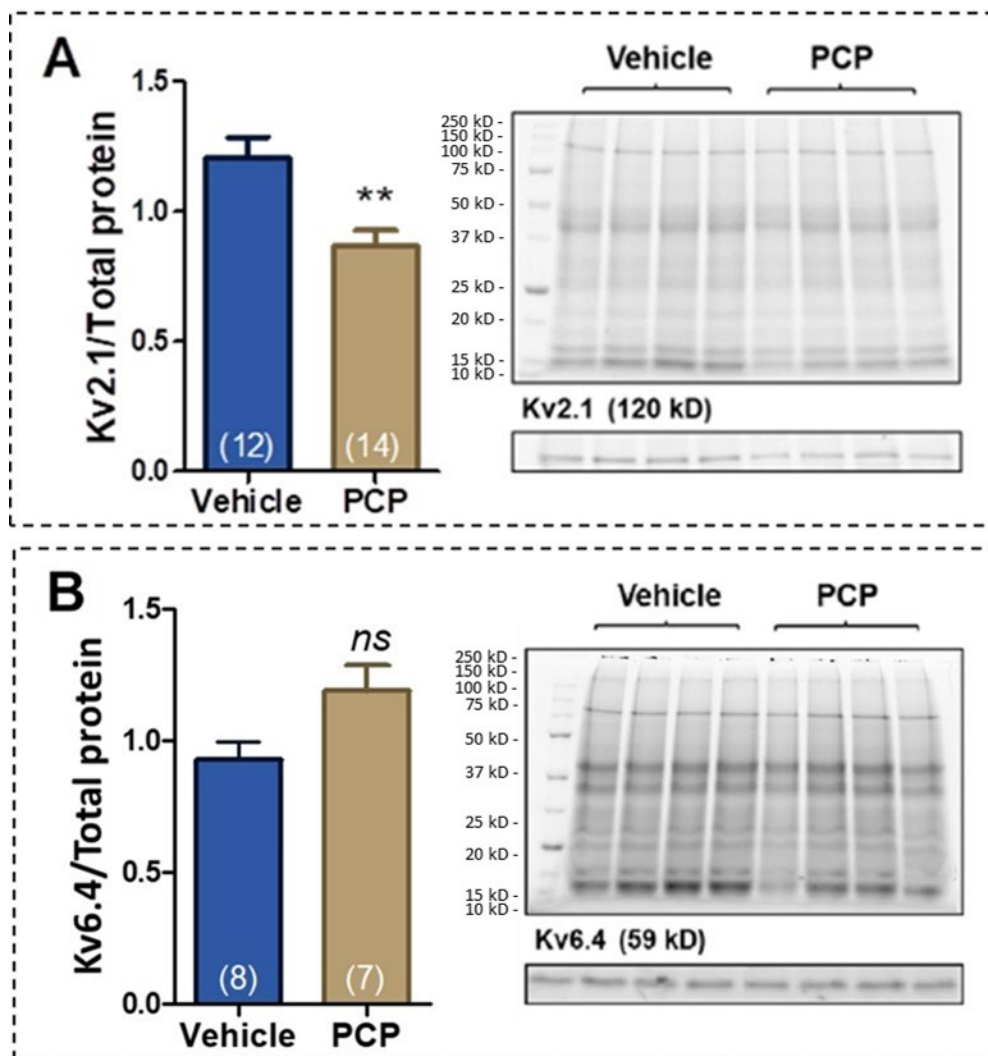 A
Kv2.1/Total protein
1.5
1.0
0.5
0.0
**
(12)
(14)
Vehicle
PCP
Vehicle
PCP
250 kD -
150 kD -
100 kD -
75 kD -
50 kD -
37 kD -
25 kD -
20 kD -
15 kD -
10 kD -
Kv2.1 (120 kD)
B
Kv6.4/Total protein
1.5
1.0
0.5
0.0
ns
(8)
(7)
Vehicle
PCP
Vehicle
PCP
250 kD -
150 kD -
100 kD -
75 kD -
50 kD -
37 kD -
25 kD -
20 kD -
15 kD -
10 kD -
Kv6.4 (59 kD)